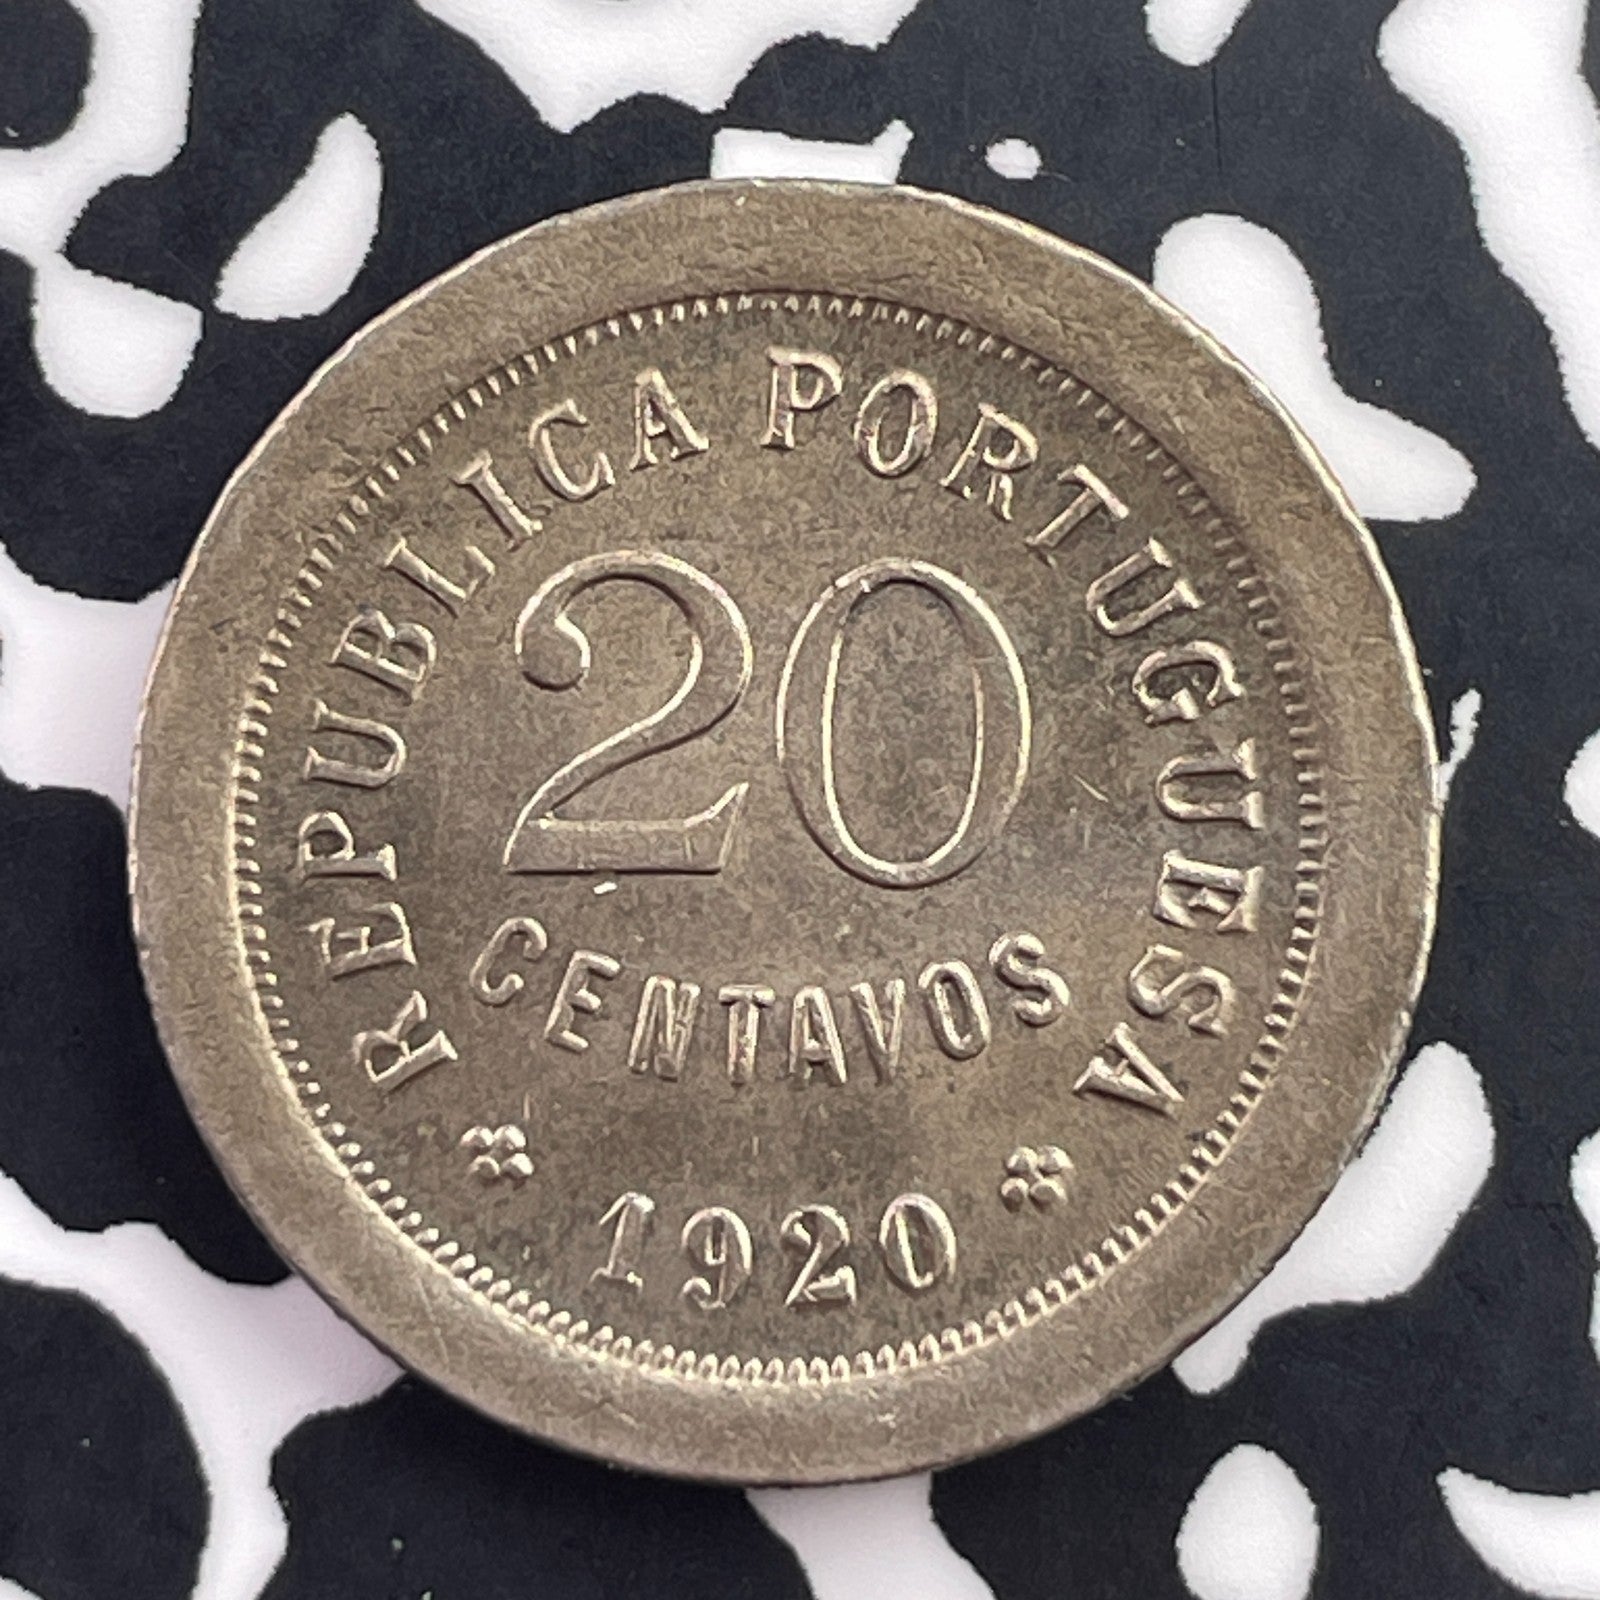 REPUBLICA PORTUGUESA
20
CENTAVOS
1920